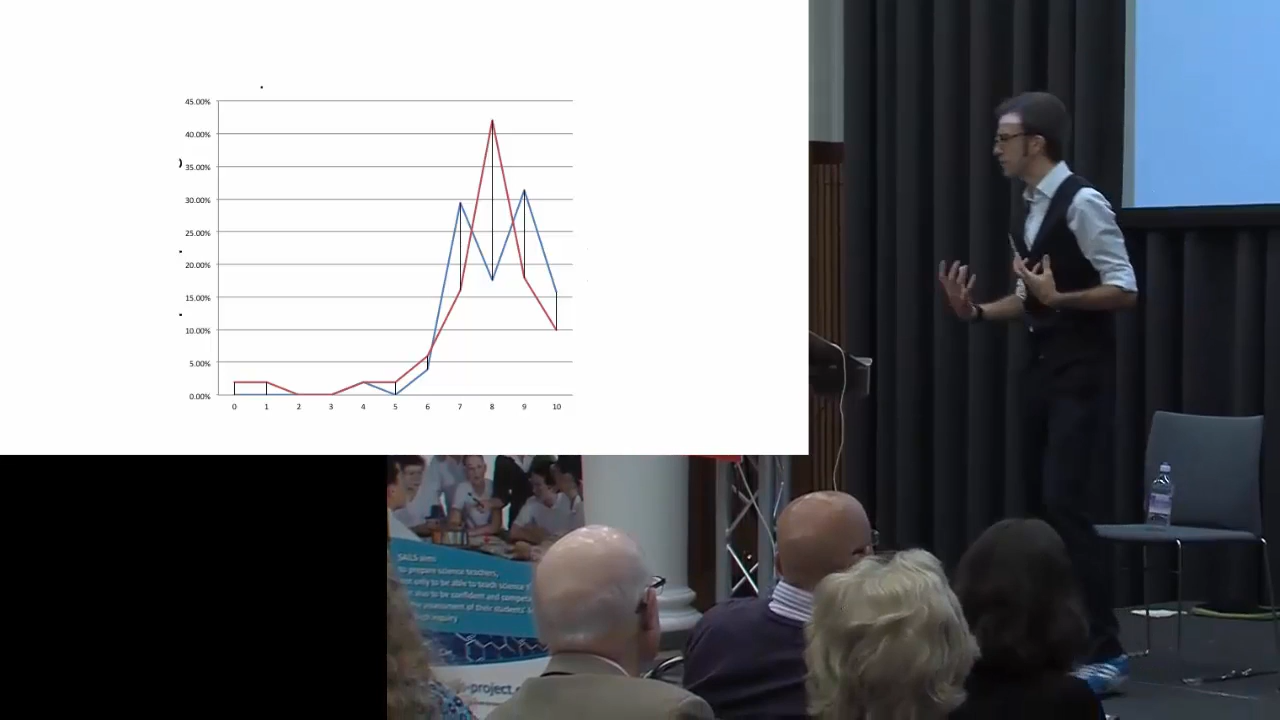 45.00%
40.00%
35.00%
30.00%
25.00%
20.00%
15.00%
10.00%
5.00%
0.00%
0 1 2 3 4 5 6 7 8 9 10
SAILS aims
to prepare science teachers,
not only to be able to teach science
also to be confident and
assessment of their students'
inquiry
-project.